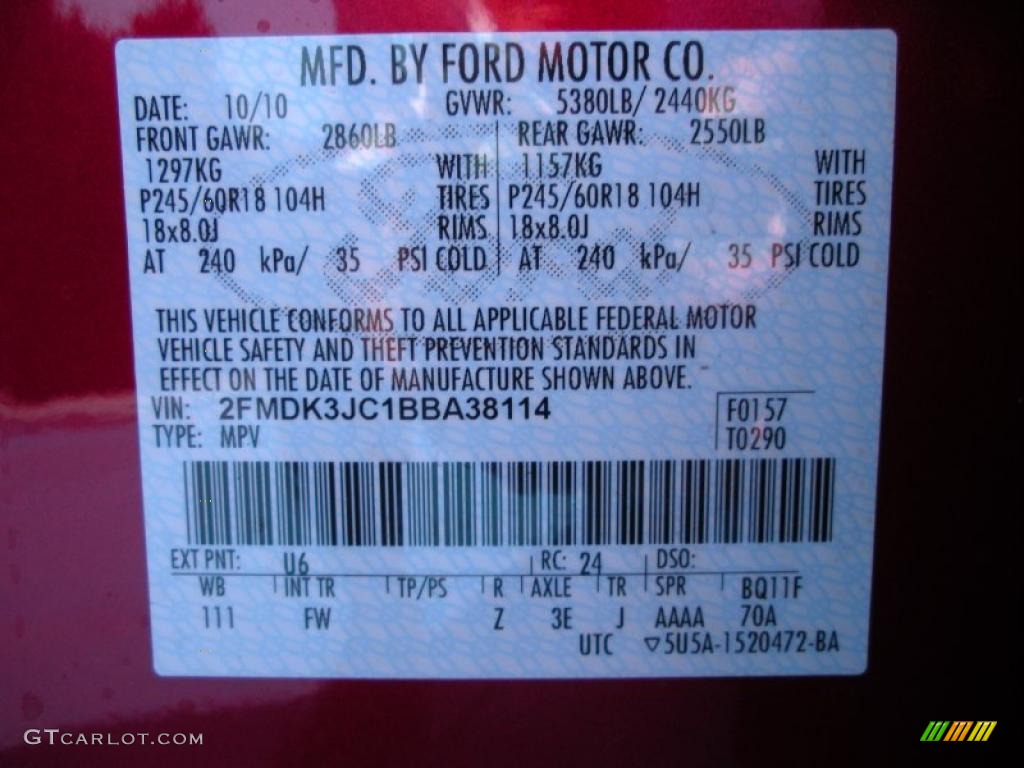 MFD. BY FORD MOTOR CO.
DATE: 10/10 GVWR: 5380LB/ 2440KG
FRONT GAWR: 2860LB REAR GAWR: 2550LB
1297KG WITH 1157KG WITH
P245/60R18 104H TIRES P245/60R18 104H TIRES
18x8.0J RIMS 18x8.0J RIMS
AT 240 kPa/ 35 PSI COLD AT 240 kPa/ 35 PSI COLD
THIS VEHICLE CONFORMS TO ALL APPLICABLE FEDERAL MOTOR
VEHICLE SAFETY AND THEFT PREVENTION STANDARDS IN
EFFECT ON THE DATE OF MANUFACTURE SHOWN ABOVE.
VIN: 2FMDK3JC1BBA38114 F0157
TYPE: MPV T0290
EXT PNT: U6 RC: 24 DSO:
WB INT TR TP/PS R AXLE TR SPR BQ11F
111 FW Z 3E J AAAA 70A
UTC ▽5U5A-1520472-BA
GTCARLOT.COM